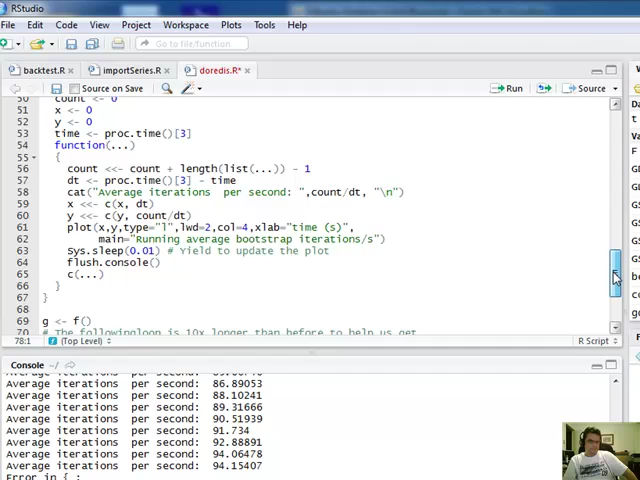 RStudio
File Edit Code View Project Workspace Plots Tools Help
Go to file/function
backtest.R × importSeries.R × doredis.R* ×
Source on Save Run Source
50 count <- 0
51 x <- 0
52 y <- 0
53 time <- proc.time()[3]
54 function(...)
55 {
56 count <<- count + length(list(...)) - 1
57 dt <- proc.time()[3] - time
58 cat("Average iterations per second: ",count/dt, "\n")
59 x <<- c(x, dt)
60 y <<- c(y, count/dt)
61 plot(x,y,type="l",lwd=2,col=4,xlab="time (s)",
62 main="Running average bootstrap iterations/s")
63 Sys.sleep(0.01) # Yield to update the plot
64 flush.console()
65 c(...)
66 }
67 }
68
69 g <- f()
70 # The followingloop is 10x longer than before to help us get
78:1 (Top Level) R Script
Console ~/
Average iterations per second:
Average iterations per second: 86.89053
Average iterations per second: 88.10241
Average iterations per second: 89.31666
Average iterations per second: 90.51939
Average iterations per second: 91.734
Average iterations per second: 92.88891
Average iterations per second: 94.06478
Average iterations per second: 94.15407
Error in { :